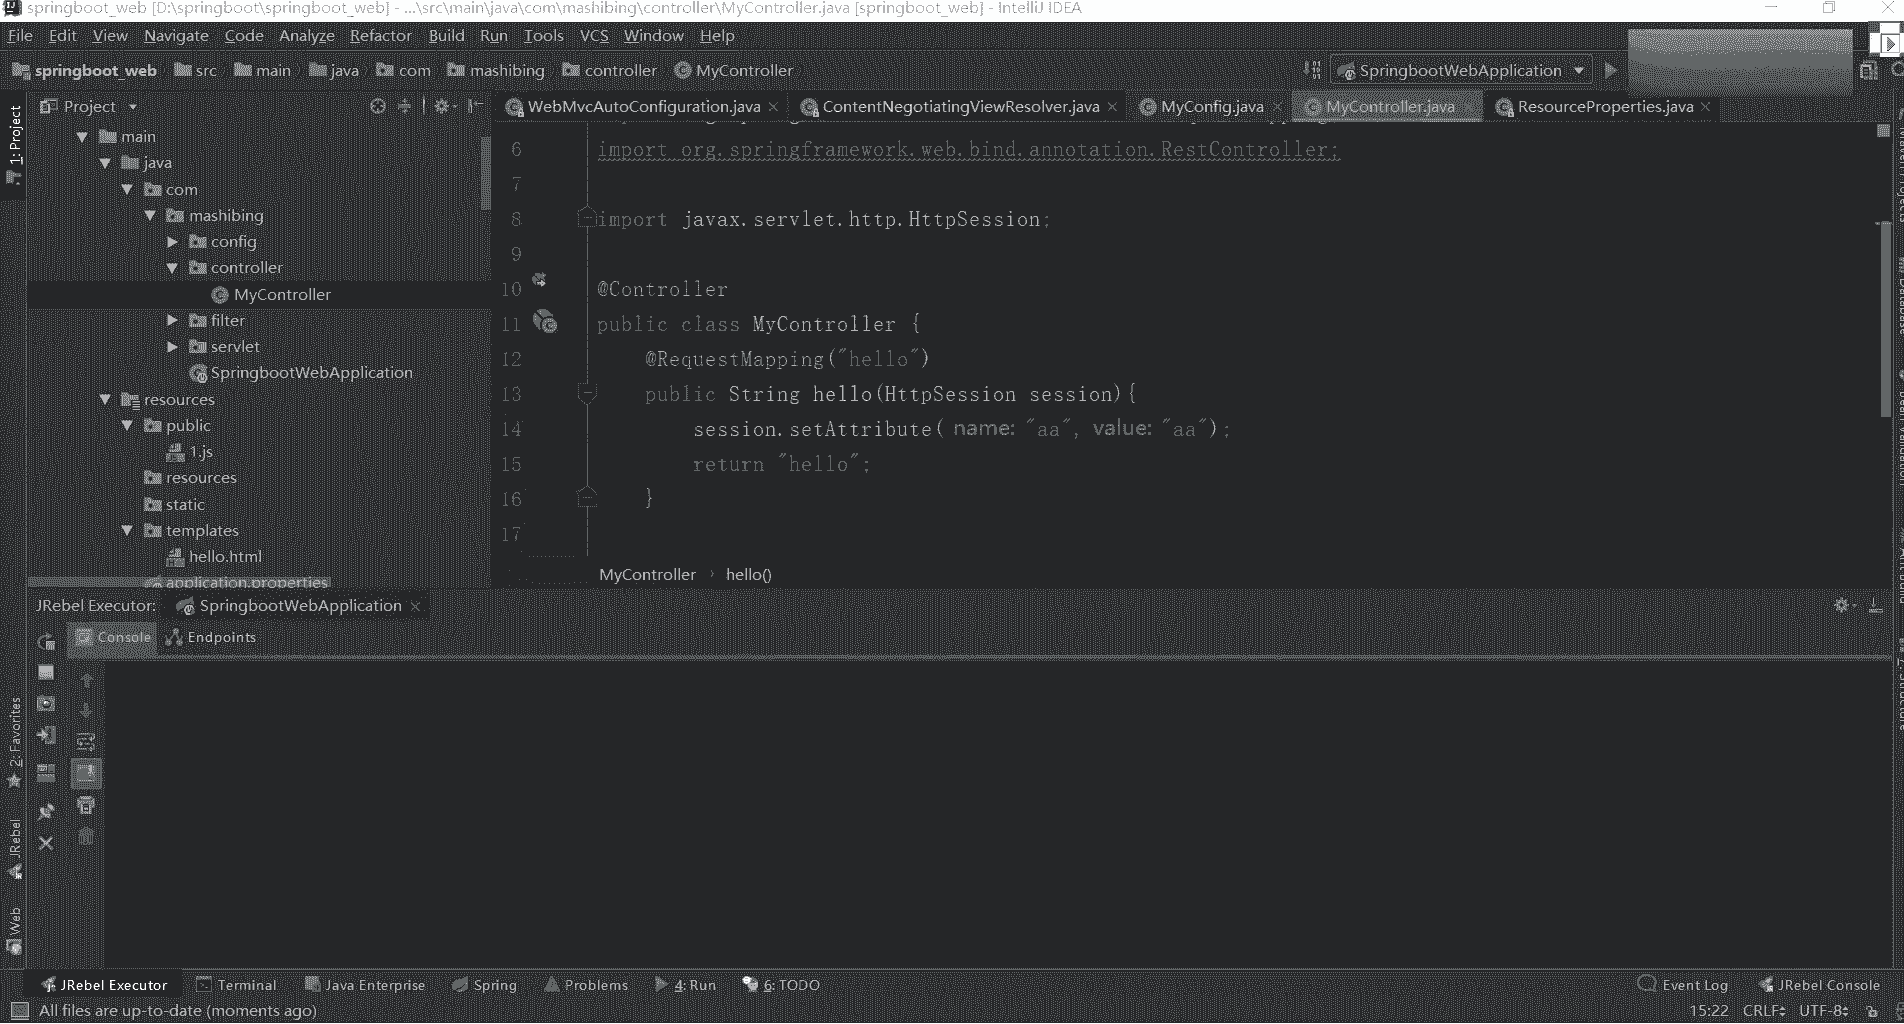 springboot_web [D:\springboot\springboot_web] - ...\src\main\java\com\mashibing\controller\MyController.java [springboot_web] - IntelliJ IDEA
File Edit View Navigate Code Analyze Refactor Build Run Tools VCS Window Help
springboot_web src main java com mashibing controller MyController SpringbootWebApplication
1: Project
Project
WebMvcAutoConfiguration.java ContentNegotiatingViewResolver.java MyConfig.java MyController.java ResourceProperties.java
main
java
com
mashibing
config
controller
MyController
filter
servlet
SpringbootWebApplication
resources
public
1.js
resources
static
templates
hello.html
application.properties
6 import org.springframework.web.bind.annotation.RestController;
7
8 import javax.servlet.http.HttpSession;
9
10 @Controller
11 public class MyController {
12 @RequestMapping("hello")
13 public String hello(HttpSession session){
14 session.setAttribute( name: "aa", value: "aa");
15 return "hello";
16 }
17
MyController › hello()
JRebel Executor: SpringbootWebApplication
Console Endpoints
2: Favorites
JRebel
Web
JRebel Executor Terminal Java Enterprise Spring Problems 4: Run 6: TODO Event Log JRebel Console
All files are up-to-date (moments ago) 15:22 CRLF UTF-8